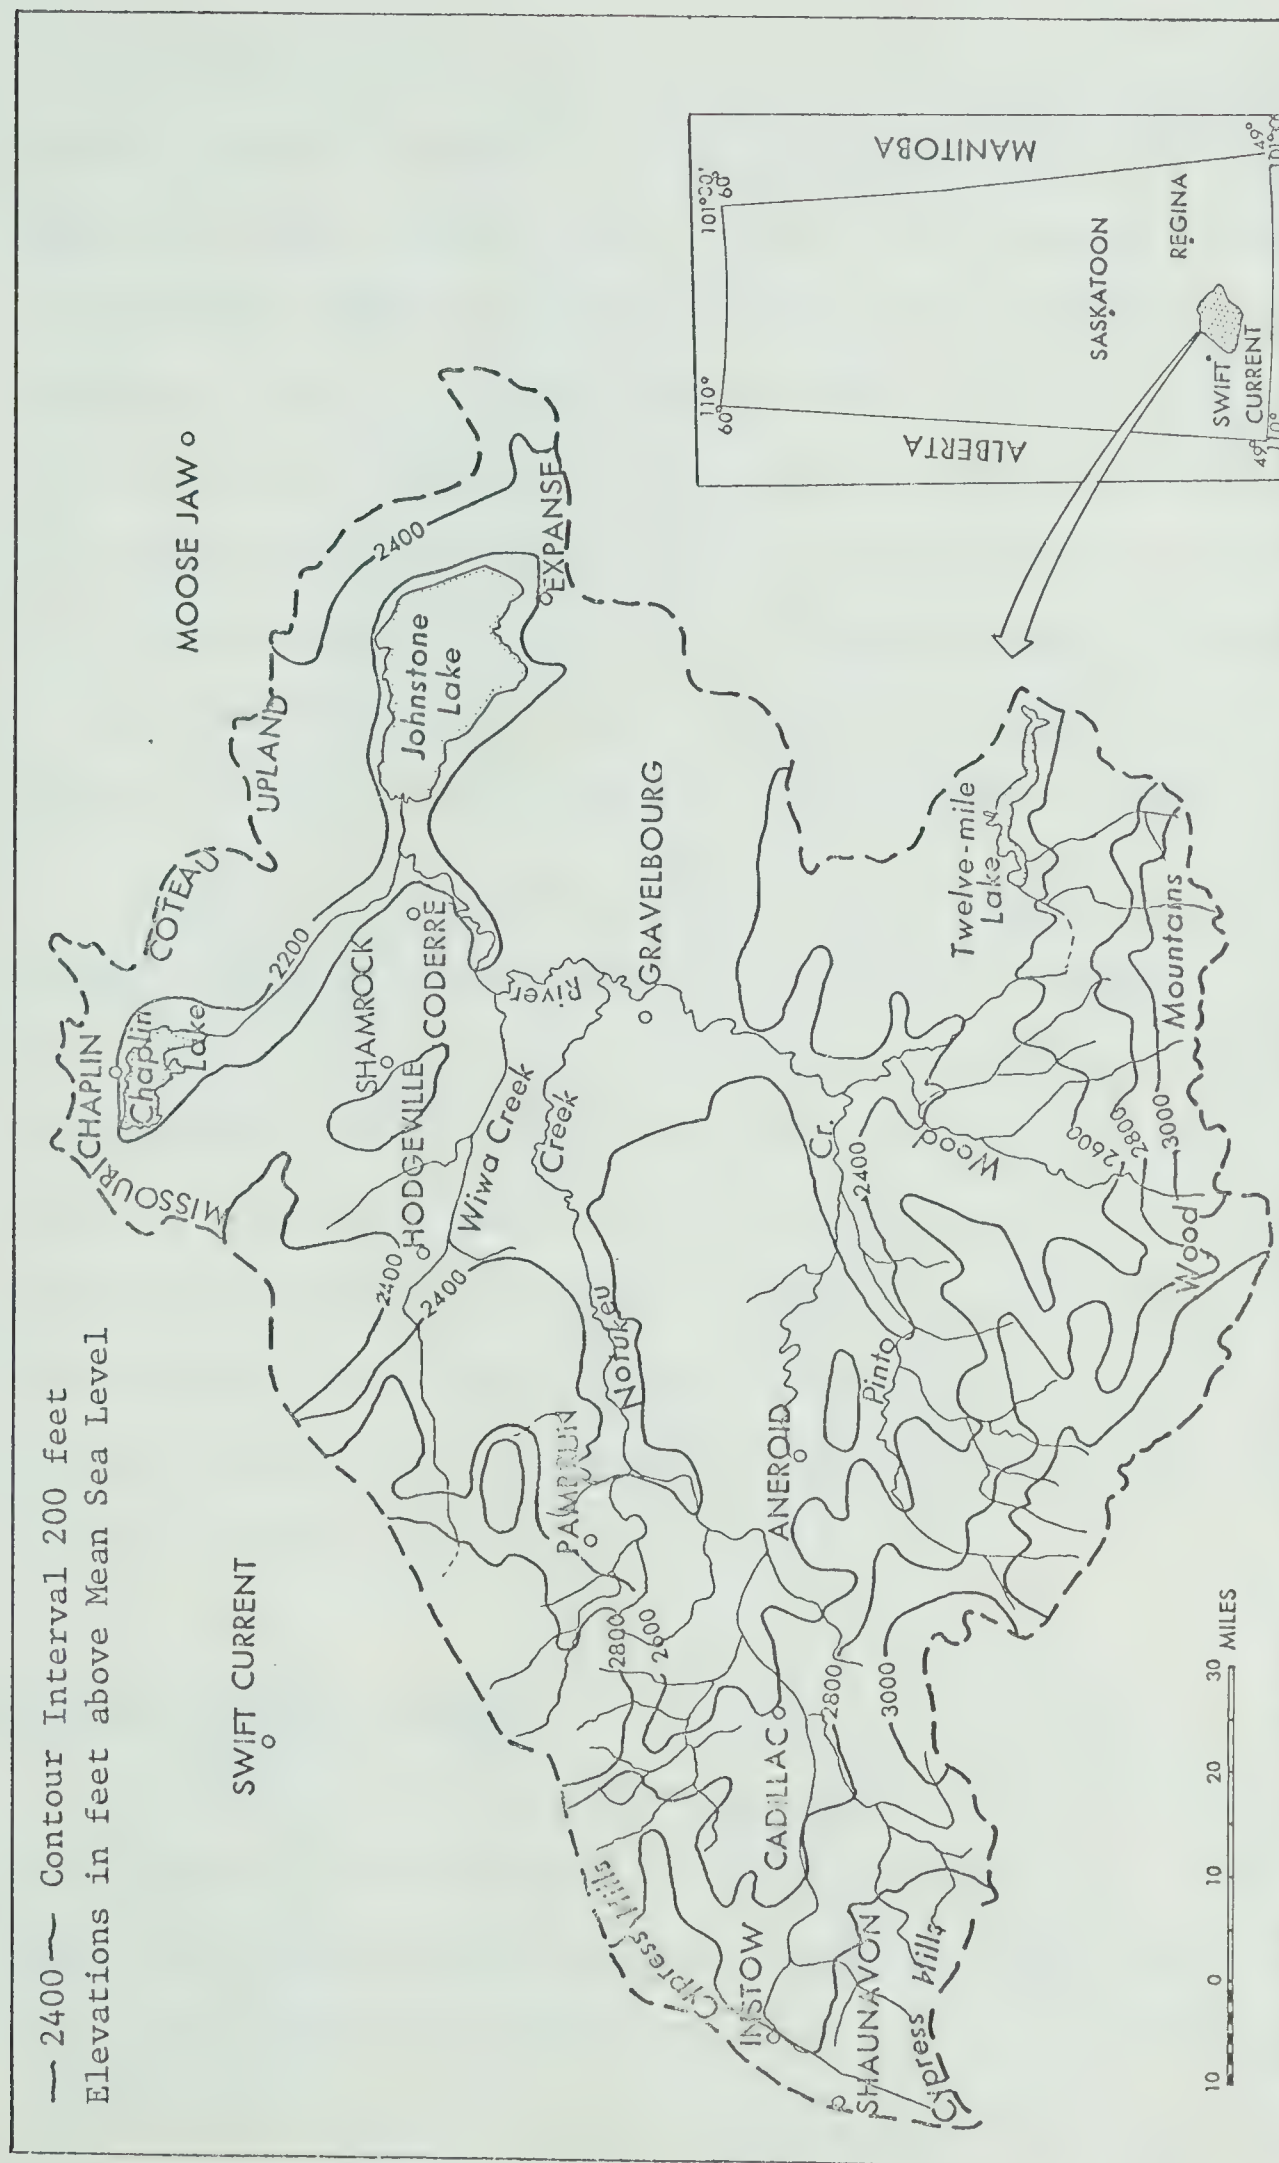 — 2400 — Contour Interval 200 feet
Elevations in feet above Mean Sea Level
MOOSE JAW
SWIFT CURRENT
MISSOURI
COTEAU
UPLAND
CHAPLIN
Chaplin
Lake
2200
2400
Johnstone
Lake
EXPANSE
SHAMROCK
CODERRE
HODGEVILLE
2400
2400
Wiwa Creek
Notukeu
Creek
River
GRAVELBOURG
PAMBRUN
2800
2600
Cypress Hills
INSTOW
CADILLAC
ANEROID
SHAUNAVON
Cypress Hills
2800
3000
Pinto
Cr.
2400
Wood
2600
2800
3000
Wood
Mountains
Twelve-mile
Lake
10 0 10 20 30 MILES
110°
60°
101°30'
60°
ALBERTA
MANITOBA
SASKATOON
REGINA
SWIFT
CURRENT
49°
110°
49°